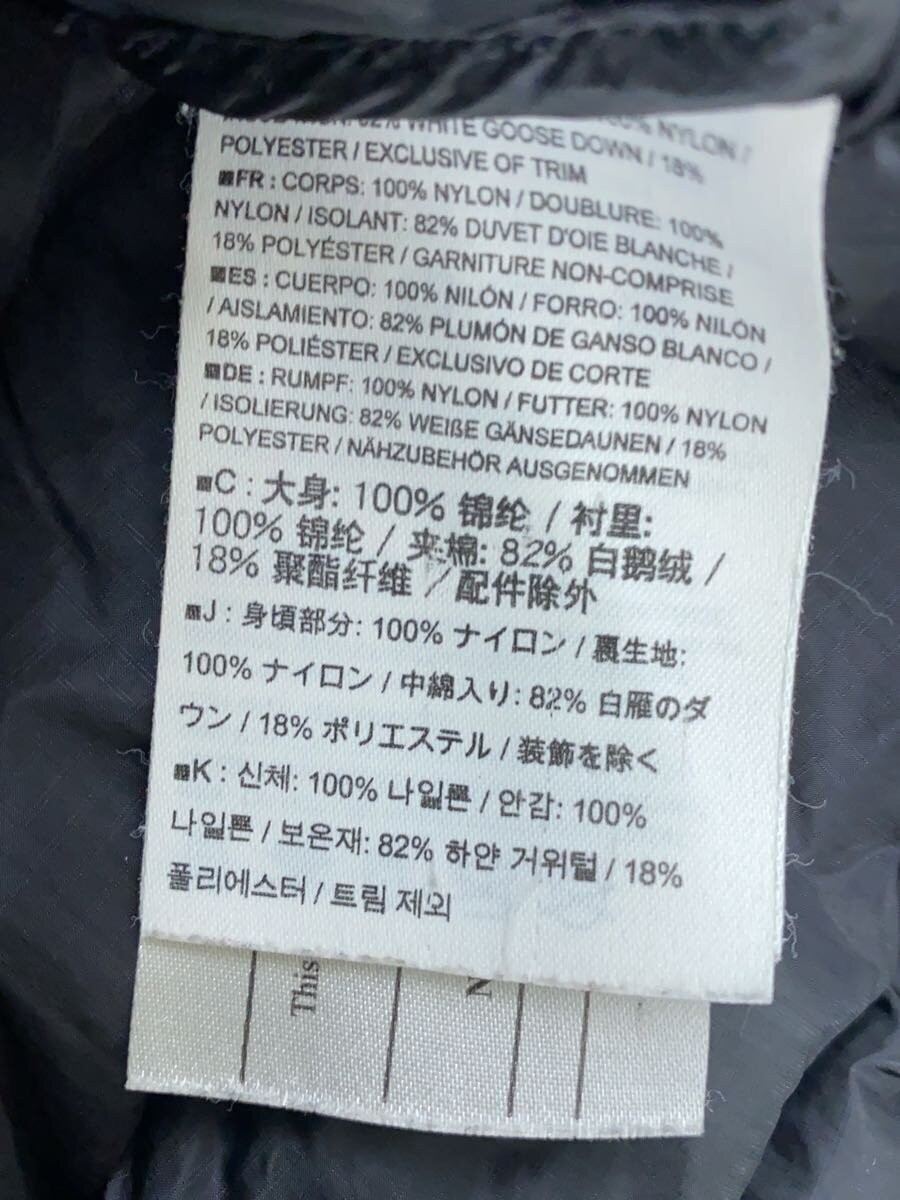 82% WHITE GOOSE DOWN / 18%
POLYESTER / EXCLUSIVE OF TRIM
FR : CORPS: 100% NYLON / DOUBLURE: 100%
NYLON / ISOLANT: 82% DUVET D'OIE BLANCHE /
18% POLYÉSTER / GARNITURE NON-COMPRISE
ES : CUERPO: 100% NILÓN / FORRO: 100% NILÓN
/ AISLAMIENTO: 82% PLUMÓN DE GANSO BLANCO /
18% POLIÉSTER / EXCLUSIVO DE CORTE
DE : RUMPF: 100% NYLON / FUTTER: 100% NYLON
/ ISOLIERUNG: 82% WEIßE GÄNSEDAUNEN / 18%
POLYESTER / NÄHZUBEHÖR AUSGENOMMEN
C : 大身: 100% 锦纶 / 衬里:
100% 锦纶 / 夹棉: 82% 白鹅绒 /
18% 聚酯纤维 / 配件除外
J : 身頃部分: 100% ナイロン / 裏生地:
100% ナイロン / 中綿入り: 82% 白雁のダ
ウン / 18% ポリエステル / 装飾を除く
K : 신체: 100% 나일론 / 안감: 100%
나일론 / 보온재: 82% 하얀 거위털 / 18%
폴리에스터 / 트림 제외
This